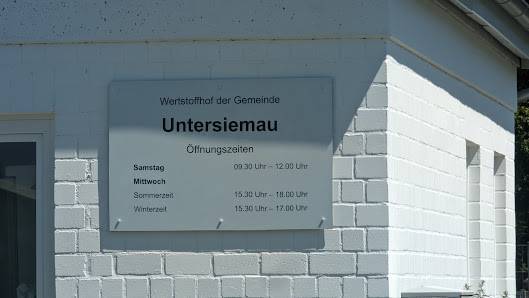 Wertstoffhof der Gemeinde
Untersiemau
Öffnungszeiten
Samstag 09.30 Uhr – 12.00 Uhr
Mittwoch
Sommerzeit 15.30 Uhr – 18.00 Uhr
Winterzeit 15.30 Uhr – 17.00 Uhr